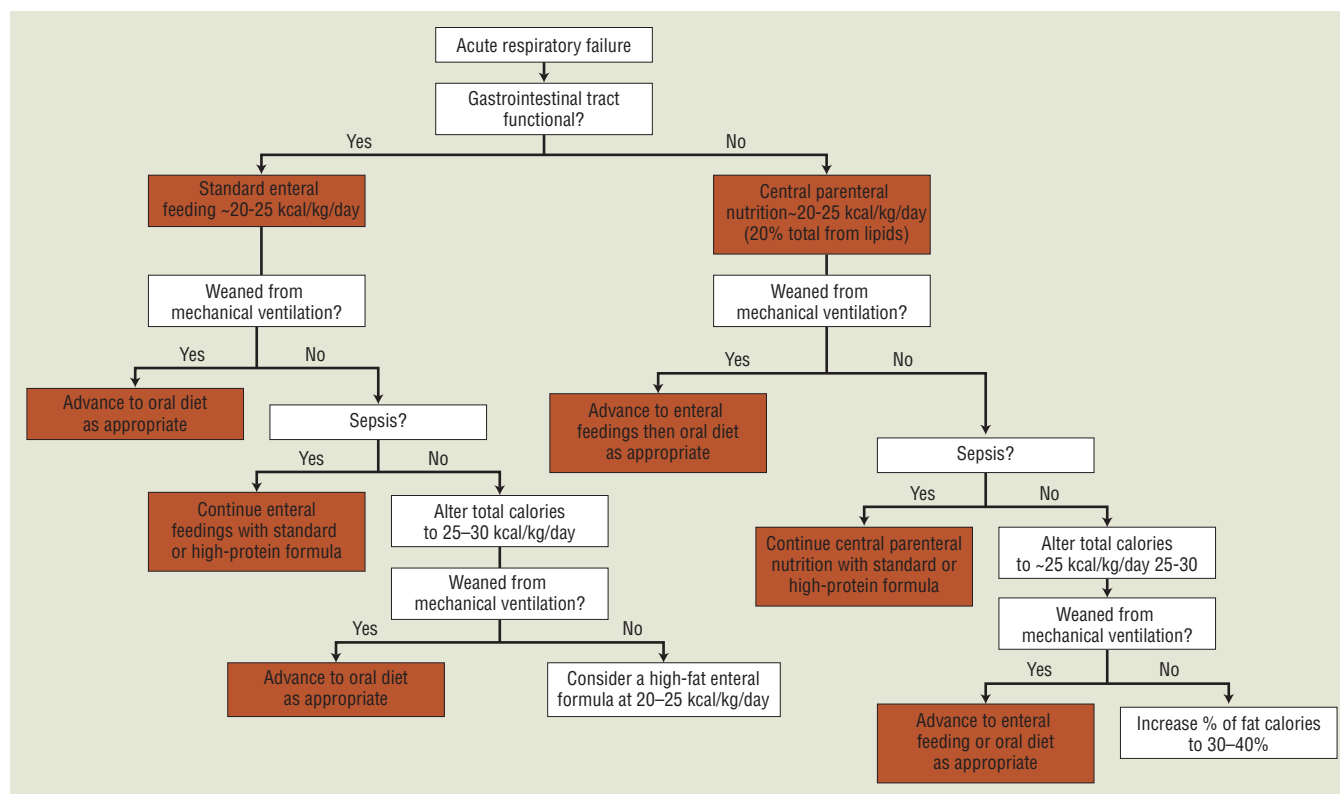 Acute respiratory failure
Gastrointestinal tract
functional?
Yes
No
Standard enteral
feeding ~20-25 kcal/kg/day
Central parenteral
nutrition~20-25 kcal/kg/day
(20% total from lipids)
Weaned from
mechanical ventilation?
Weaned from
mechanical ventilation?
Yes
No
Yes
No
Advance to oral diet
as appropriate
Sepsis?
Advance to enteral
feedings then oral diet
as appropriate
Sepsis?
Yes
No
Yes
No
Continue enteral
feedings with standard
or high-protein formula
Alter total calories
to 25–30 kcal/kg/day
Continue central parenteral
nutrition with standard or
high-protein formula
Alter total calories
to ~25 kcal/kg/day 25-30
Weaned from
mechanical ventilation?
Weaned from
mechanical ventilation?
Yes
No
Yes
No
Advance to oral diet
as appropriate
Consider a high-fat enteral
formula at 20–25 kcal/kg/day
Advance to enteral
feeding or oral diet
as appropriate
Increase % of fat calories
to 30–40%